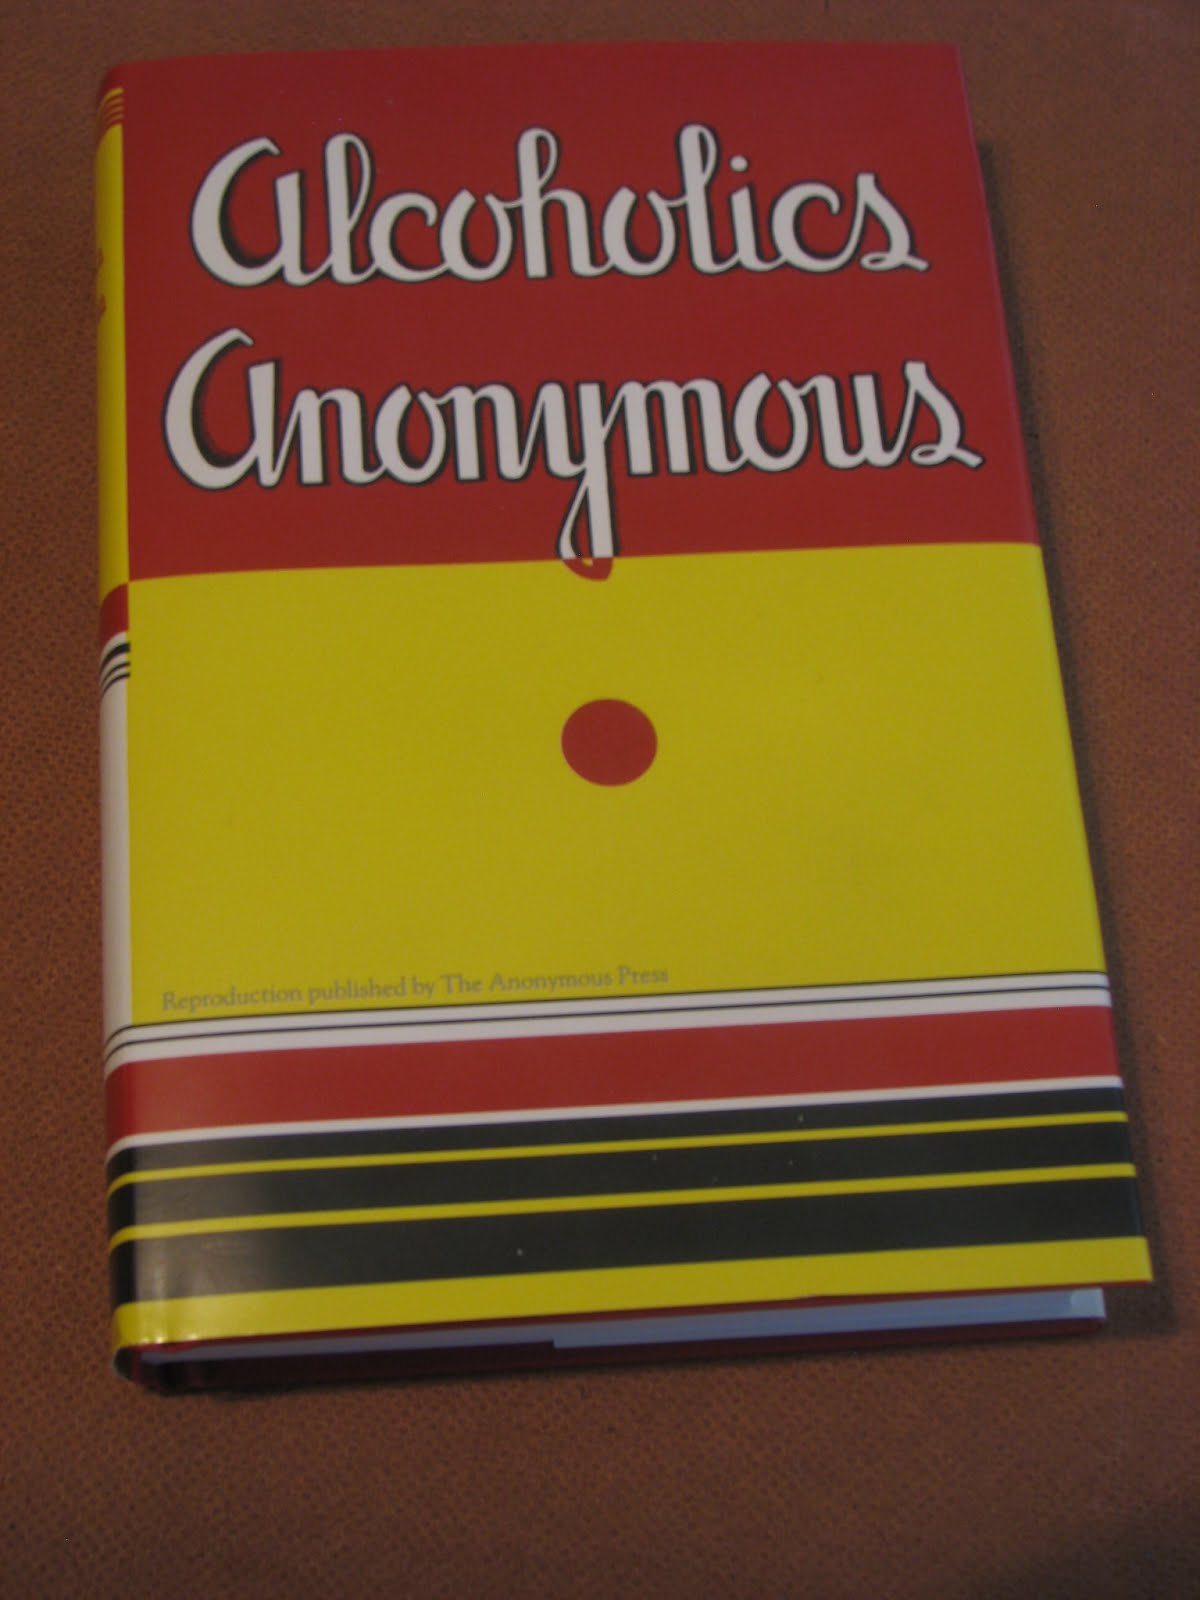 Alcoholics
Anonymous
Reproduction published by The Anonymous Press